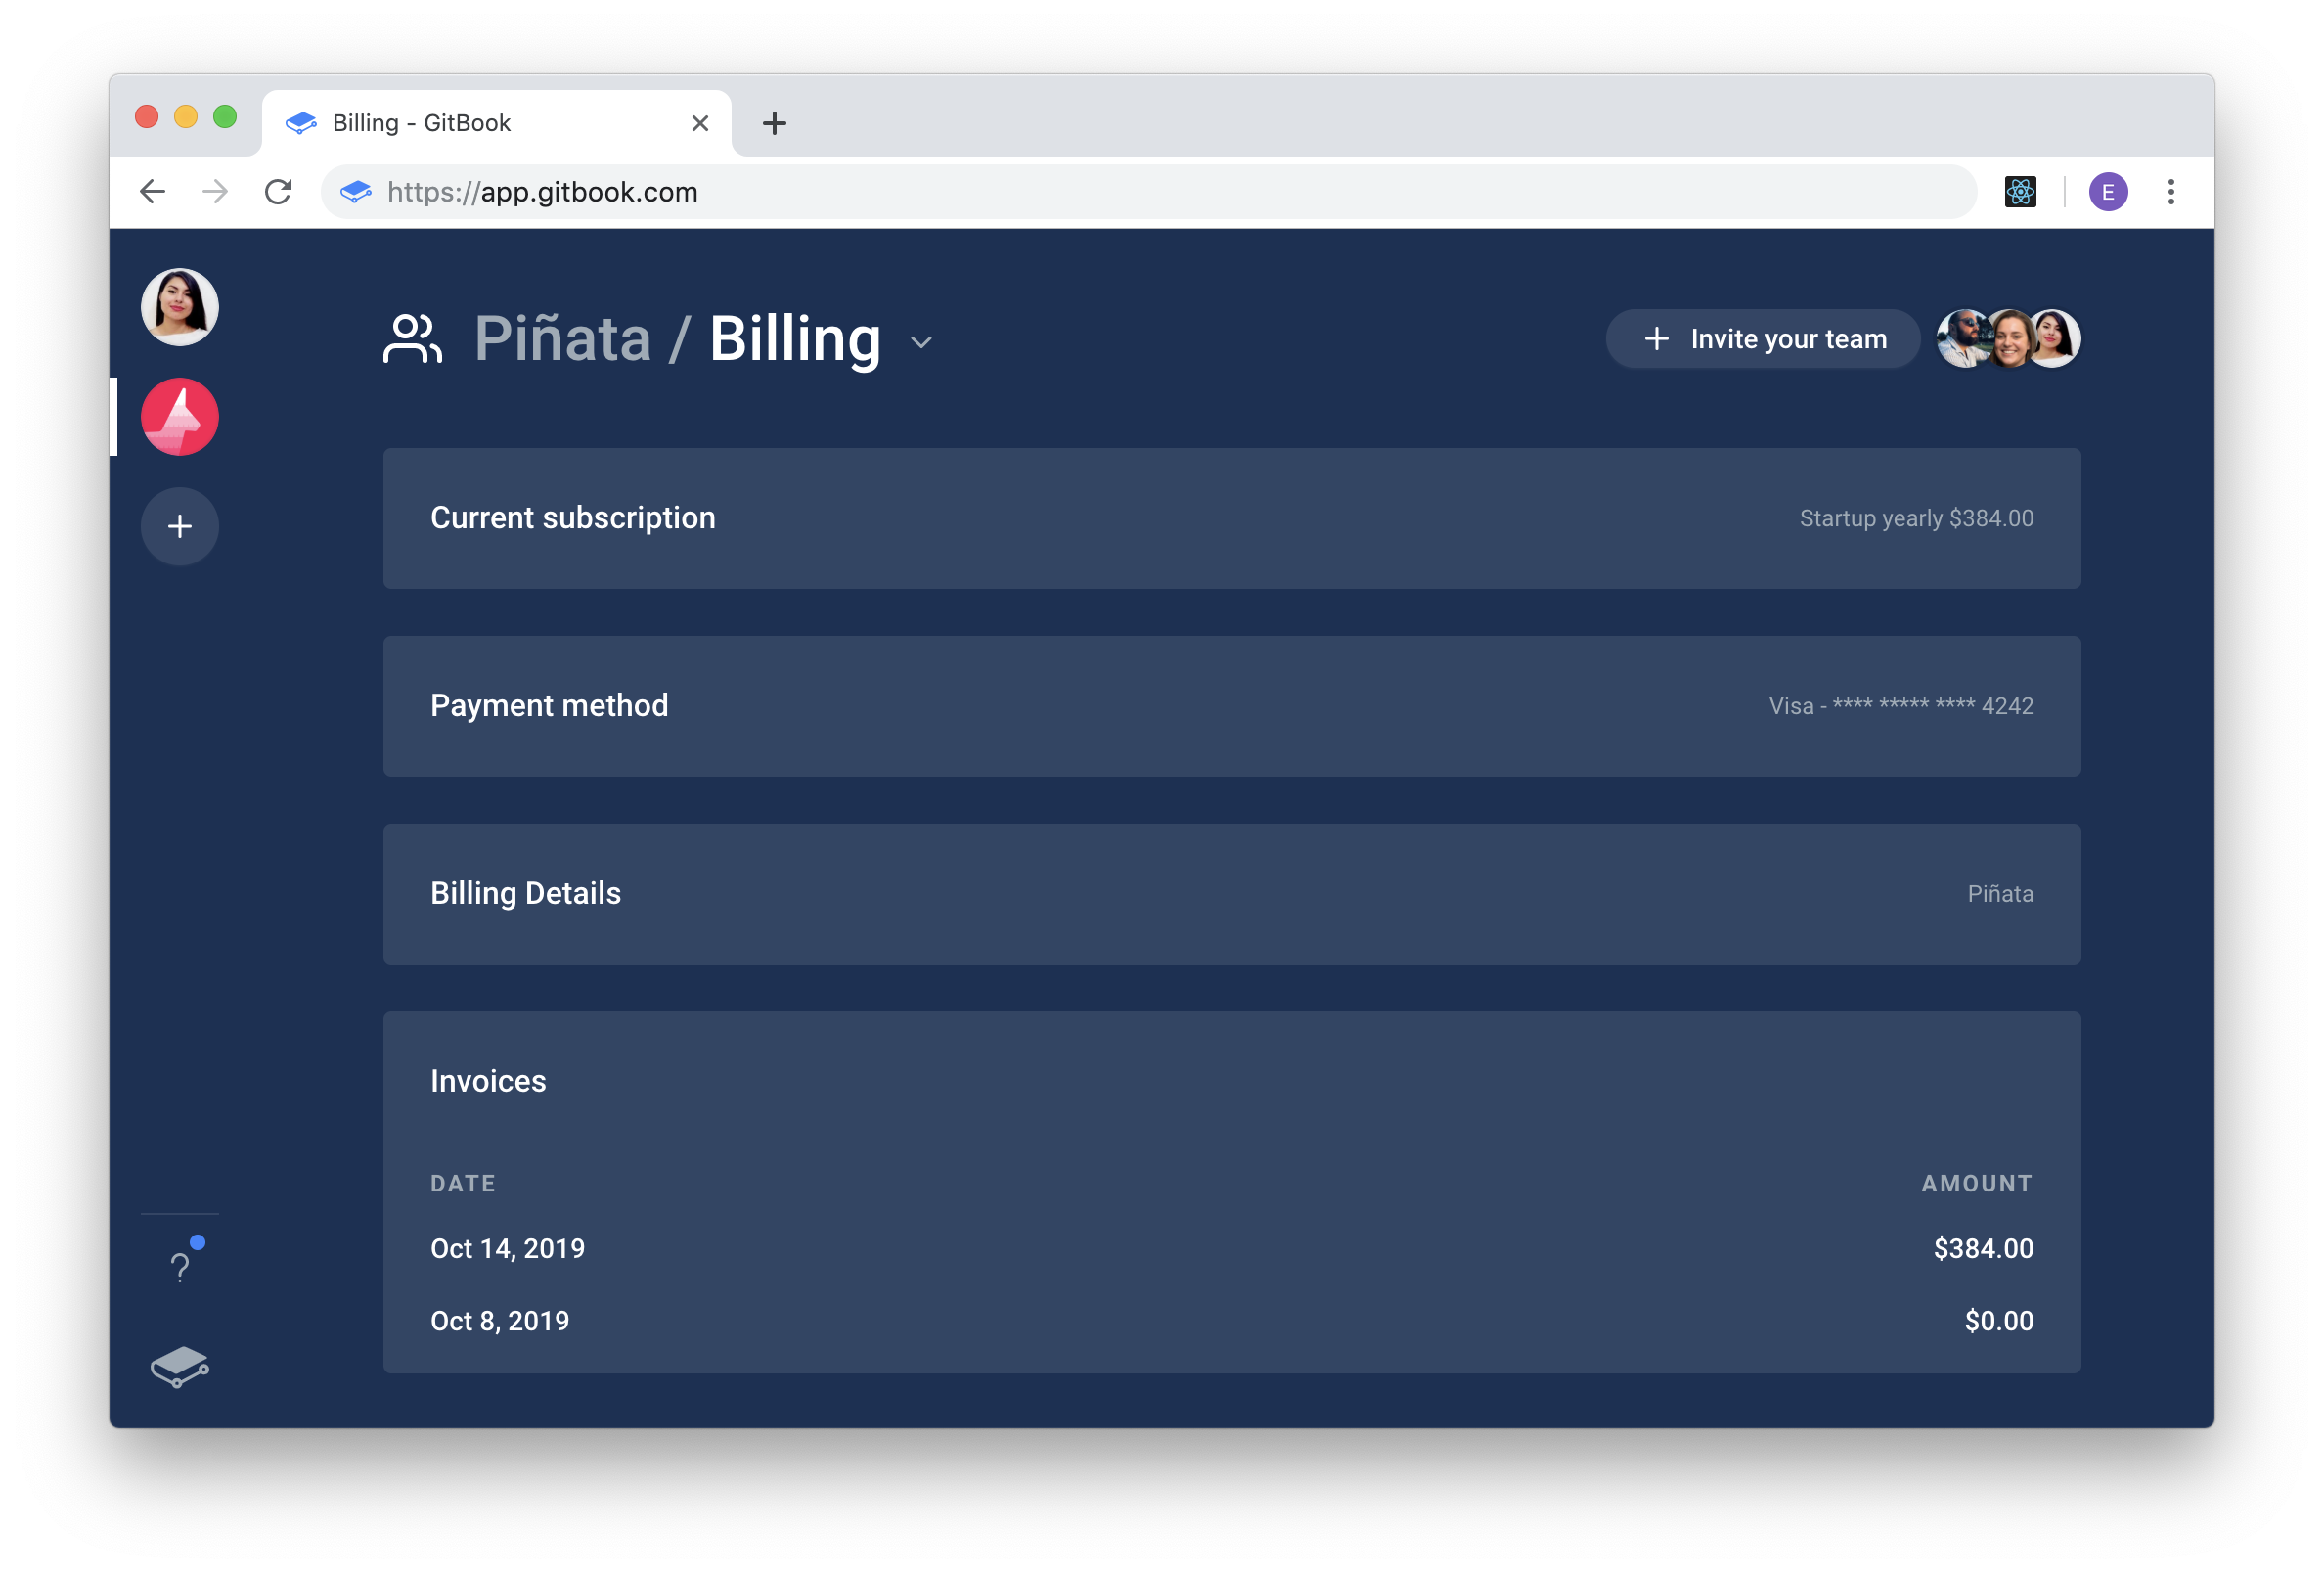 Billing - GitBook
https://app.gitbook.com
E
Piñata / Billing
Invite your team
Current subscription
Startup yearly $384.00
Payment method
Visa - **** ***** **** 4242
Billing Details
Piñata
Invoices
DATE
AMOUNT
Oct 14, 2019
$384.00
Oct 8, 2019
$0.00
?